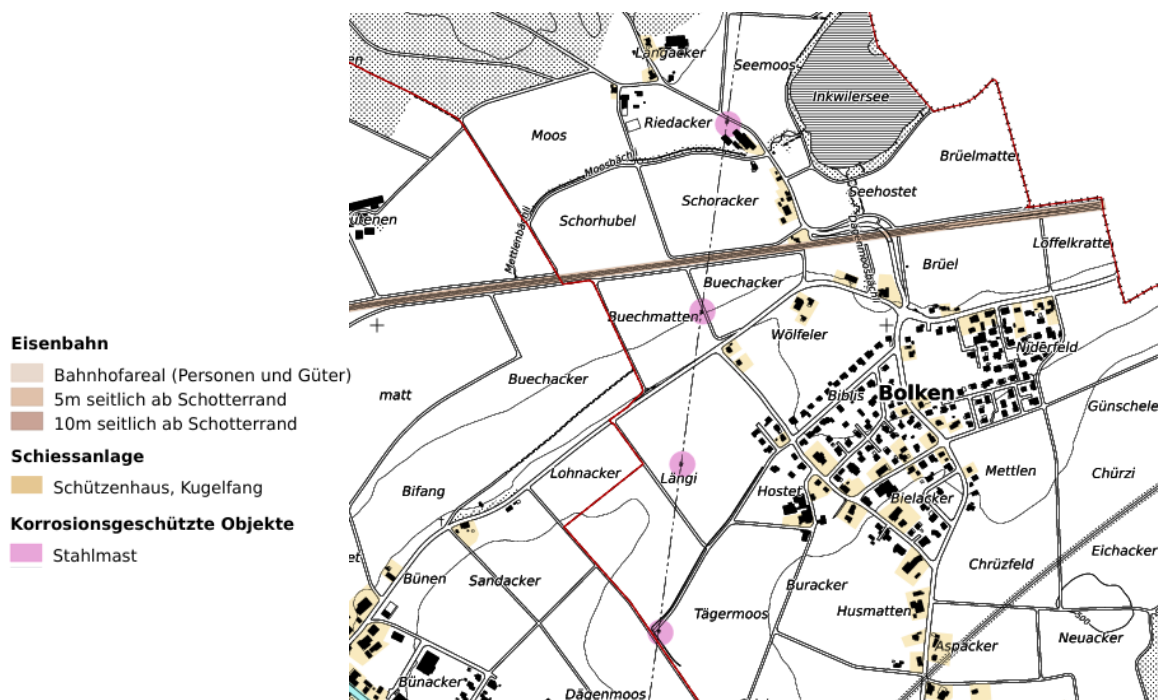 Eisenbahn
Bahnhofareal (Personen und Güter)
5m seitlich ab Schotterrand
10m seitlich ab Schotterrand
Schiessanlage
Schützenhaus, Kugelfang
Korrosionsgeschützte Objekte
Stahlmast
Langacker
Seemoos
Inkwilersee
Riedacker
Moos
Moosbächli
Brüelmatte
Seehostet
Schoracker
Schorhubel
Mettlenbächli
Löffelkratte
Brüel
Buechacker
Buechmatten
Wölfeler
Niderfeld
Buechacker
matt
Biblis
Bolken
Günschele
Lohnacker
Längi
Mettlen
Chürzi
Bifang
Hostet
Bielacker
Eichacker
Chrüzfeld
Bünen
Sandacker
Buracker
Husmatten
Tägermoos
Neuacker
Aspacker
Bünacker
Dägenmoos